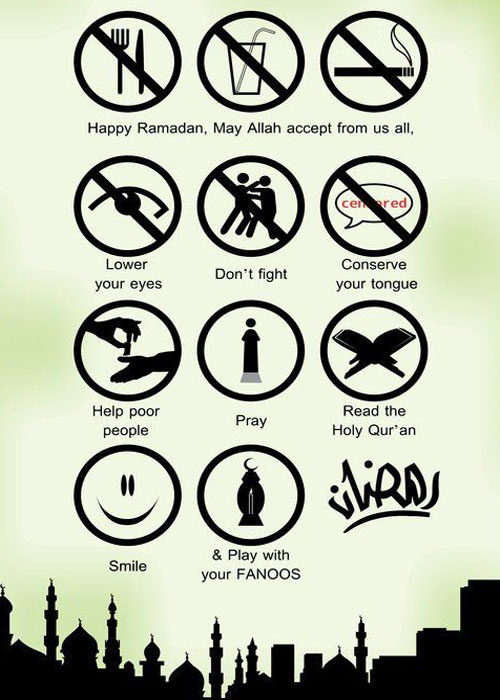 Happy Ramadan, May Allah accept from us all,
censored
Lower
your eyes
Don't fight
Conserve
your tongue
Help poor
people
Pray
Read the
Holy Qur'an
رمضان
Smile
& Play with
your FANOOS